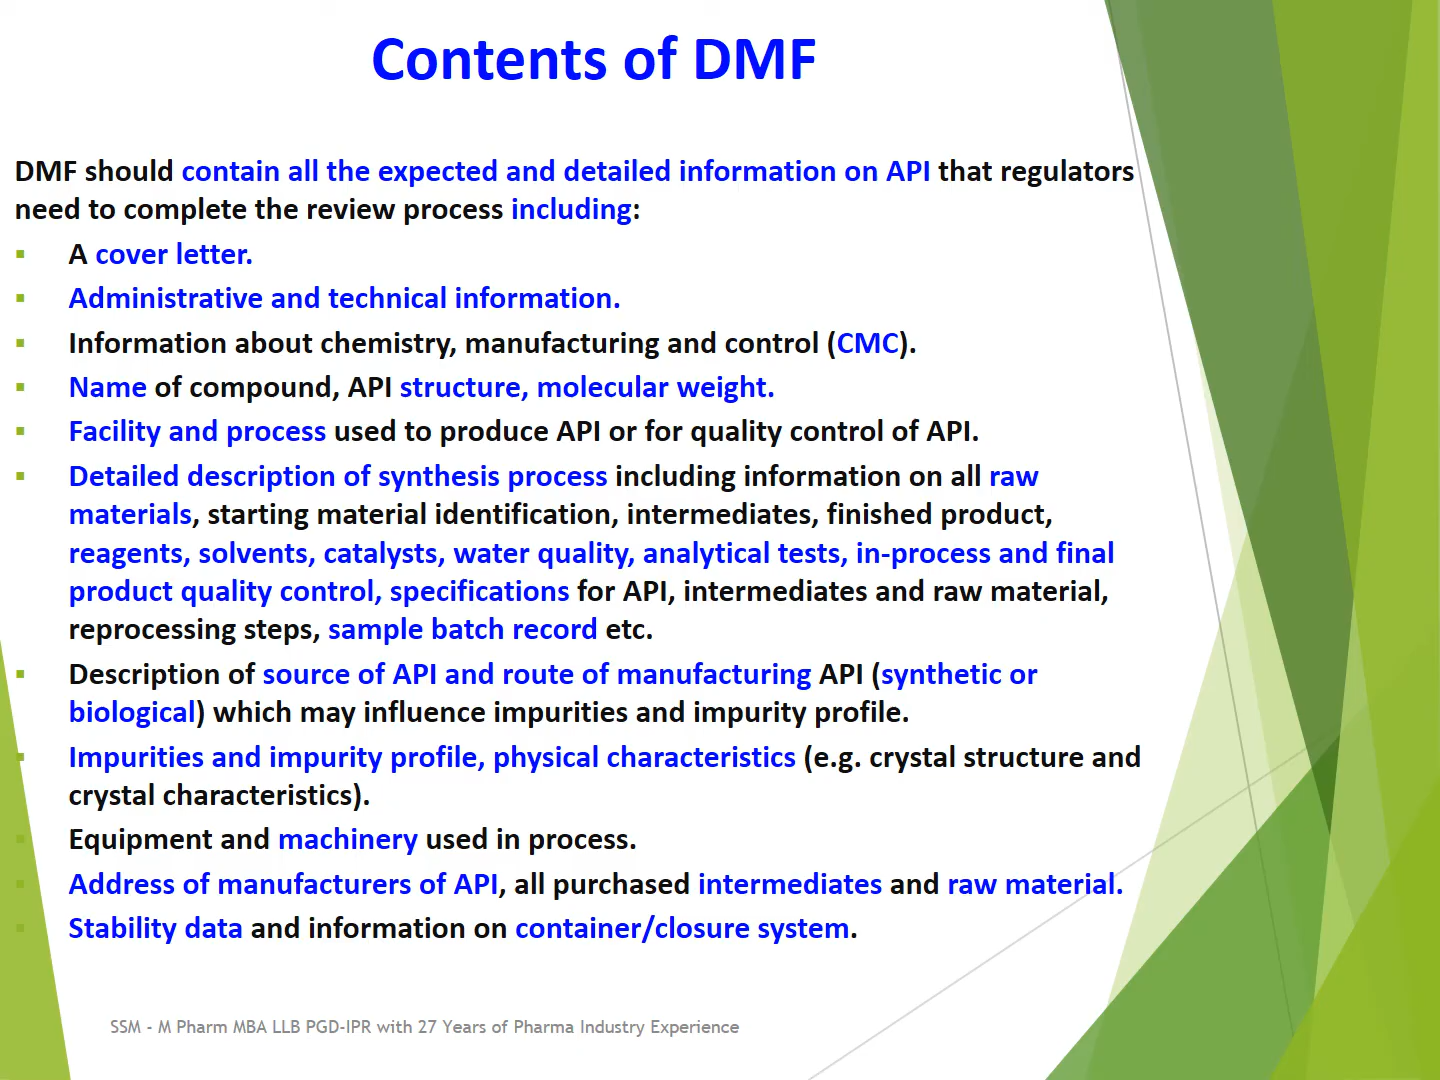 Contents of DMF
DMF should contain all the expected and detailed information on API that regulators
need to complete the review process including:
▪ A cover letter.
▪ Administrative and technical information.
▪ Information about chemistry, manufacturing and control (CMC).
▪ Name of compound, API structure, molecular weight.
▪ Facility and process used to produce API or for quality control of API.
▪ Detailed description of synthesis process including information on all raw
materials, starting material identification, intermediates, finished product,
reagents, solvents, catalysts, water quality, analytical tests, in-process and final
product quality control, specifications for API, intermediates and raw material,
reprocessing steps, sample batch record etc.
▪ Description of source of API and route of manufacturing API (synthetic or
biological) which may influence impurities and impurity profile.
▪ Impurities and impurity profile, physical characteristics (e.g. crystal structure and
crystal characteristics).
▪ Equipment and machinery used in process.
▪ Address of manufacturers of API, all purchased intermediates and raw material.
▪ Stability data and information on container/closure system.
SSM - M Pharm MBA LLB PGD-IPR with 27 Years of Pharma Industry Experience